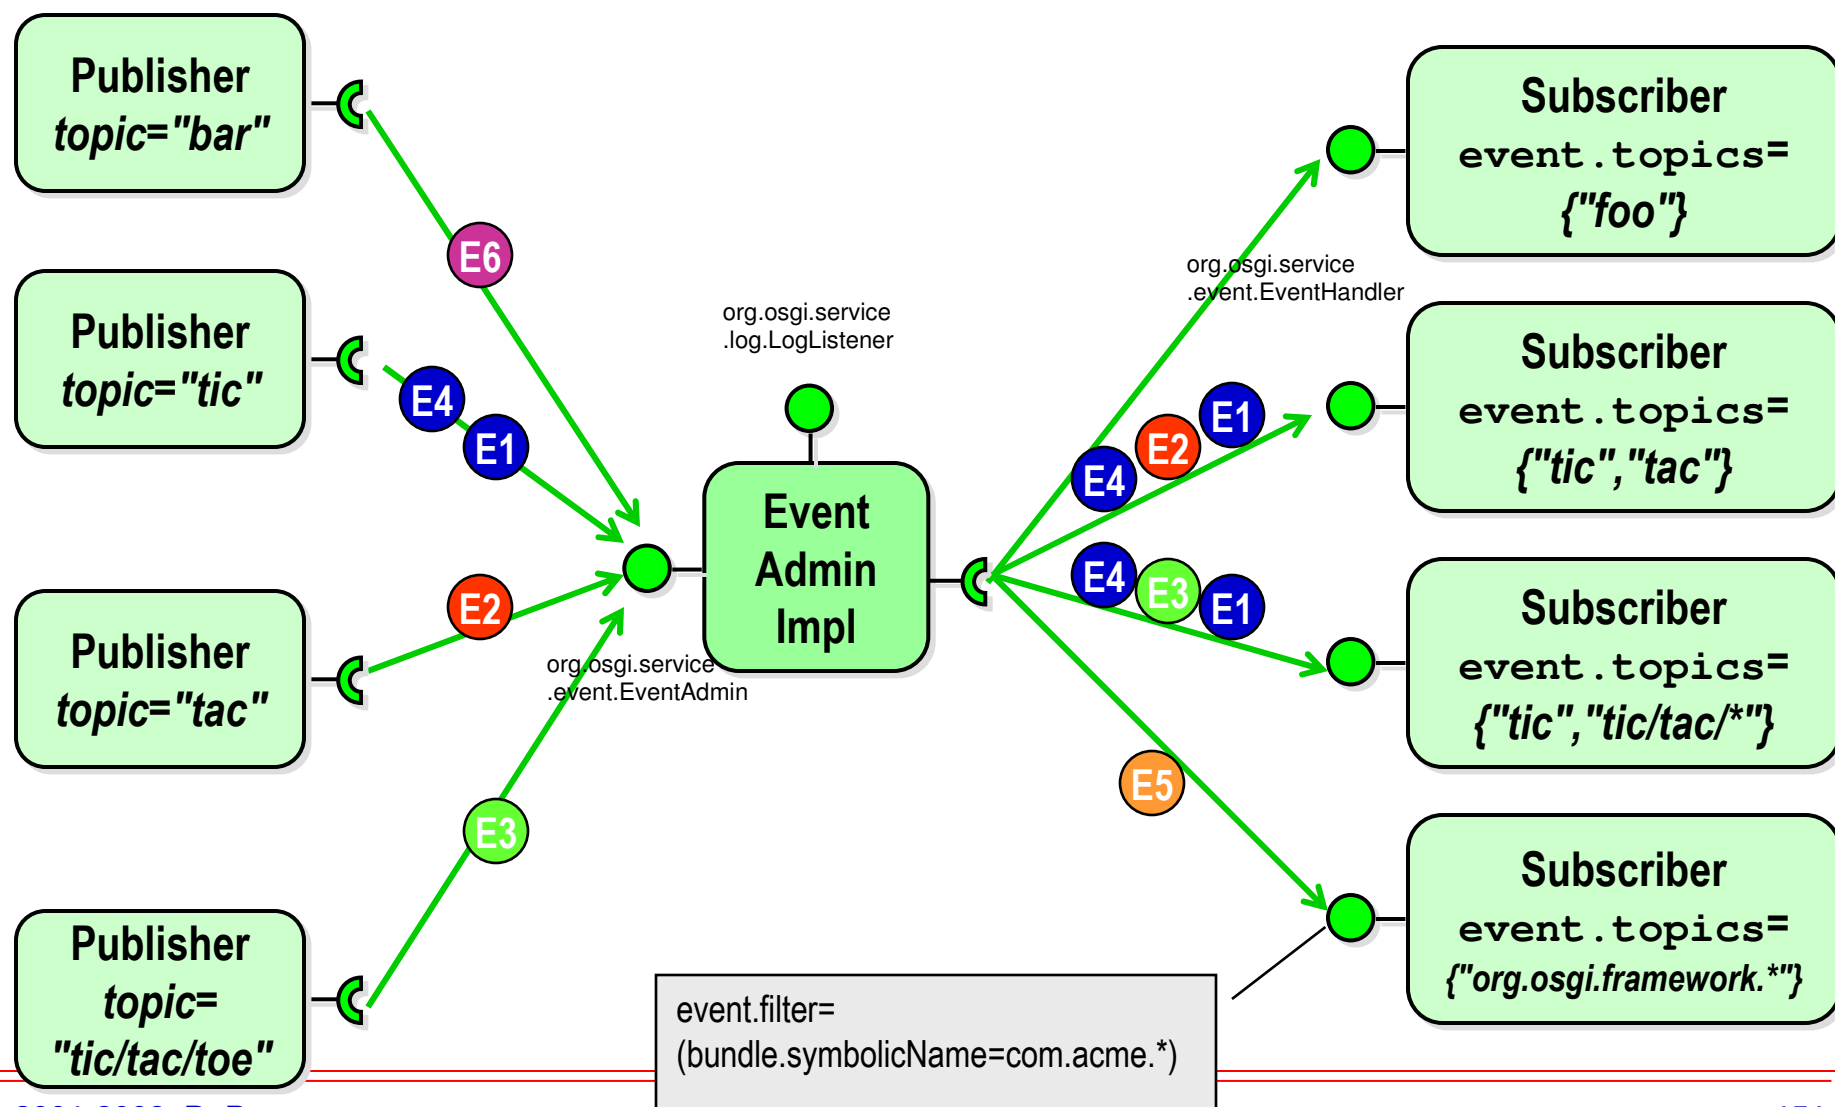 Publisher
topic="bar"
E6
Publisher
topic="tic"
E4
E1
Publisher
topic="tac"
E2
Publisher
topic=
"tic/tac/toe"
E3
org.osgi.service
.event.EventAdmin
org.osgi.service
.log.LogListener
Event
Admin
Impl
org.osgi.service
.event.EventHandler
E4
E2
E1
E4
E3
E1
E5
Subscriber
event.topics=
{"foo"}
Subscriber
event.topics=
{"tic","tac"}
Subscriber
event.topics=
{"tic","tic/tac/*"}
Subscriber
event.topics=
{"org.osgi.framework.*"}
event.filter=
(bundle.symbolicName=com.acme.*)